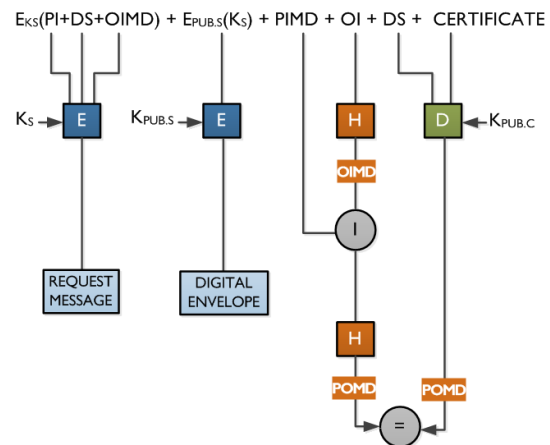 EKS(PI+DS+OIMD) + EPUB.S(KS) + PIMD + OI + DS + CERTIFICATE
KS E KPUB.S E H D KPUB.C
OIMD
I
REQUEST
MESSAGE
DIGITAL
ENVELOPE
H
POMD POMD
=